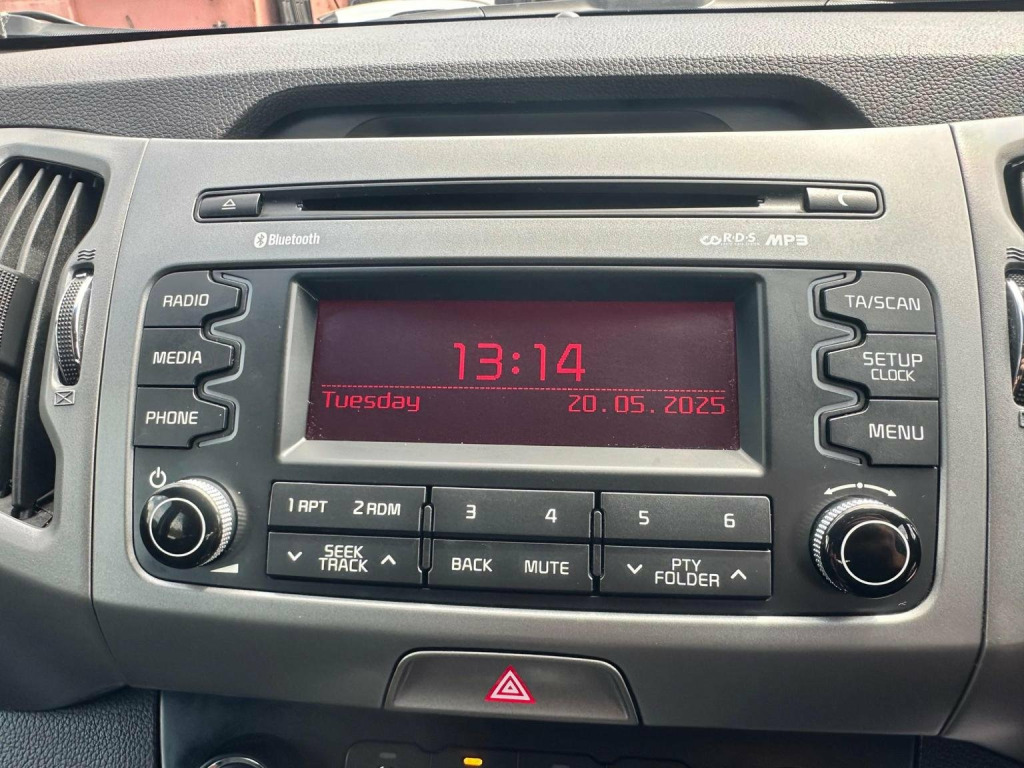 Bluetooth
R·D·S MP3
RADIO
MEDIA
PHONE
13:14
Tuesday 20.05.2025
TA/SCAN
SETUP
CLOCK
MENU
1 RPT 2 RDM 3 4 5 6
SEEK
TRACK
BACK MUTE
PTY
FOLDER